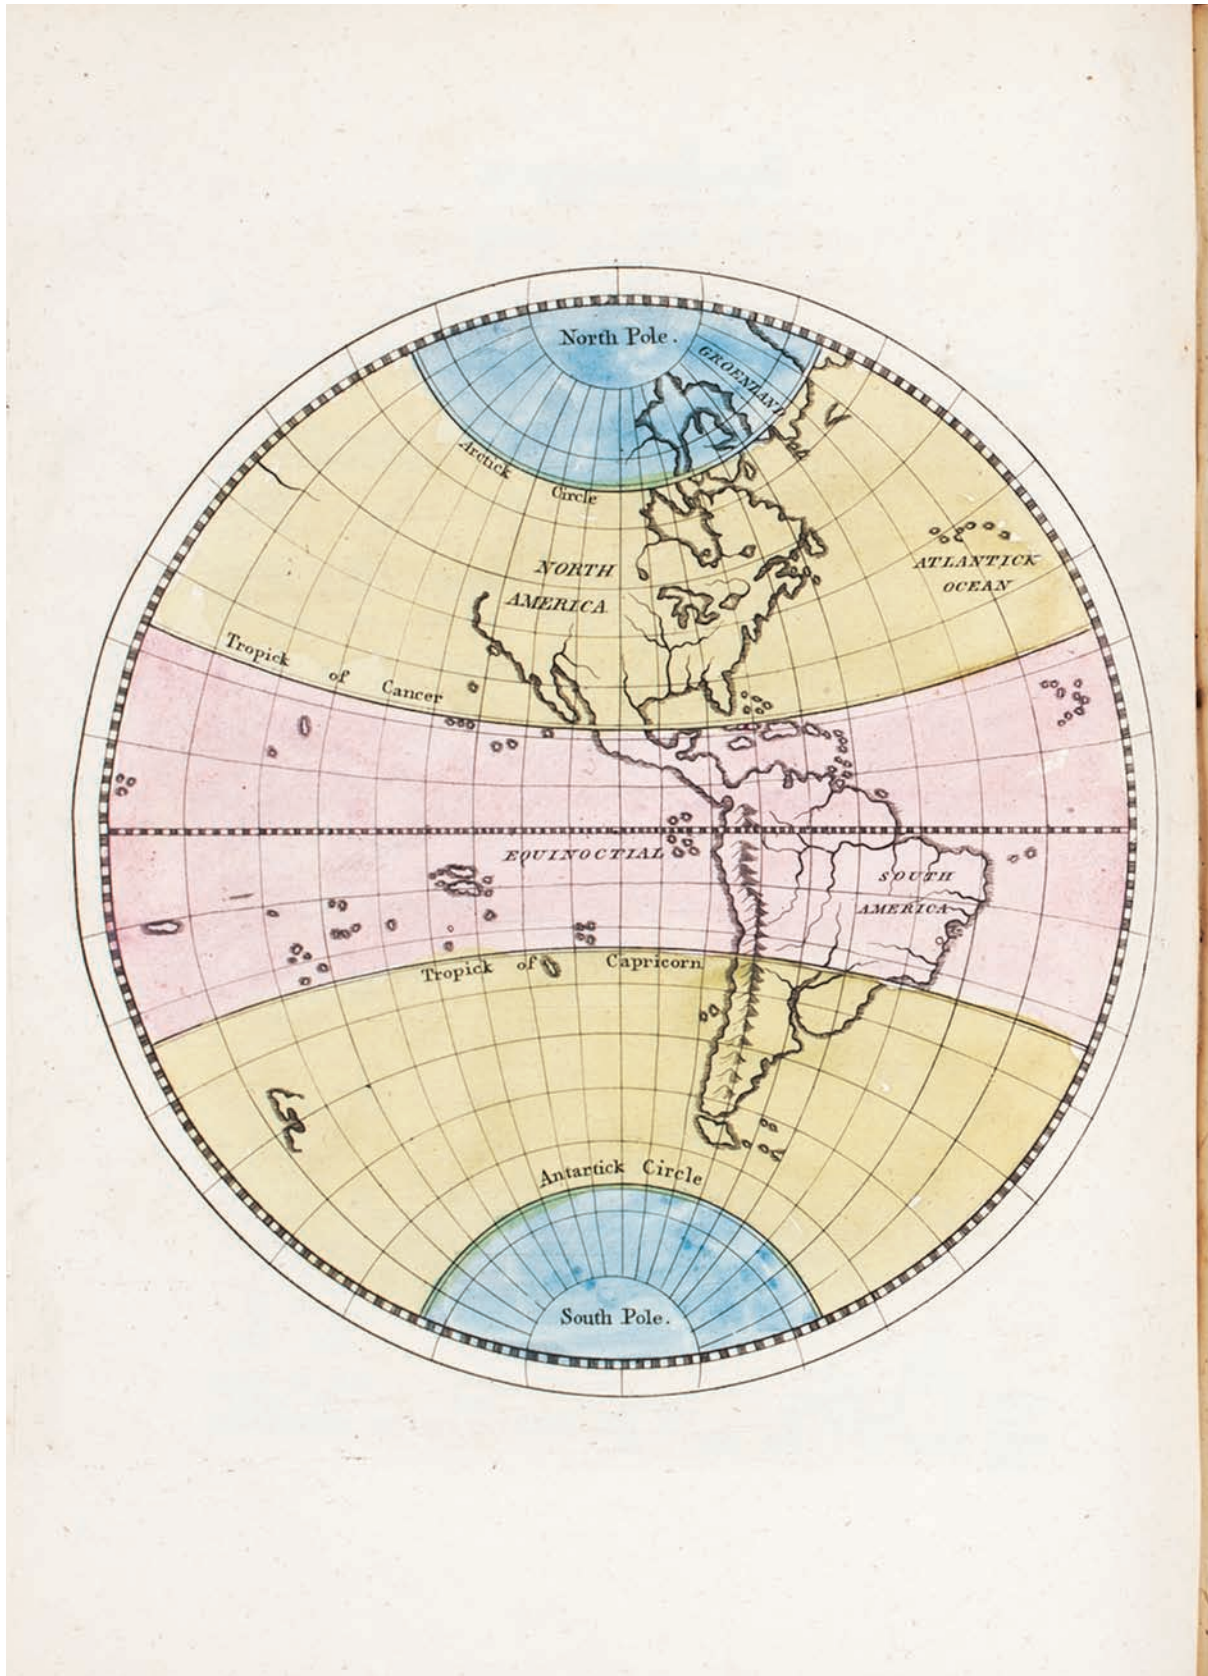 North Pole.
GROENLAND
Arctick
Circle
NORTH
AMERICA
ATLANTICK
OCEAN
Tropick
of
Cancer
EQUINOCTIAL
SOUTH
AMERICA
Tropick of
Capricorn
Antartick Circle
South Pole.